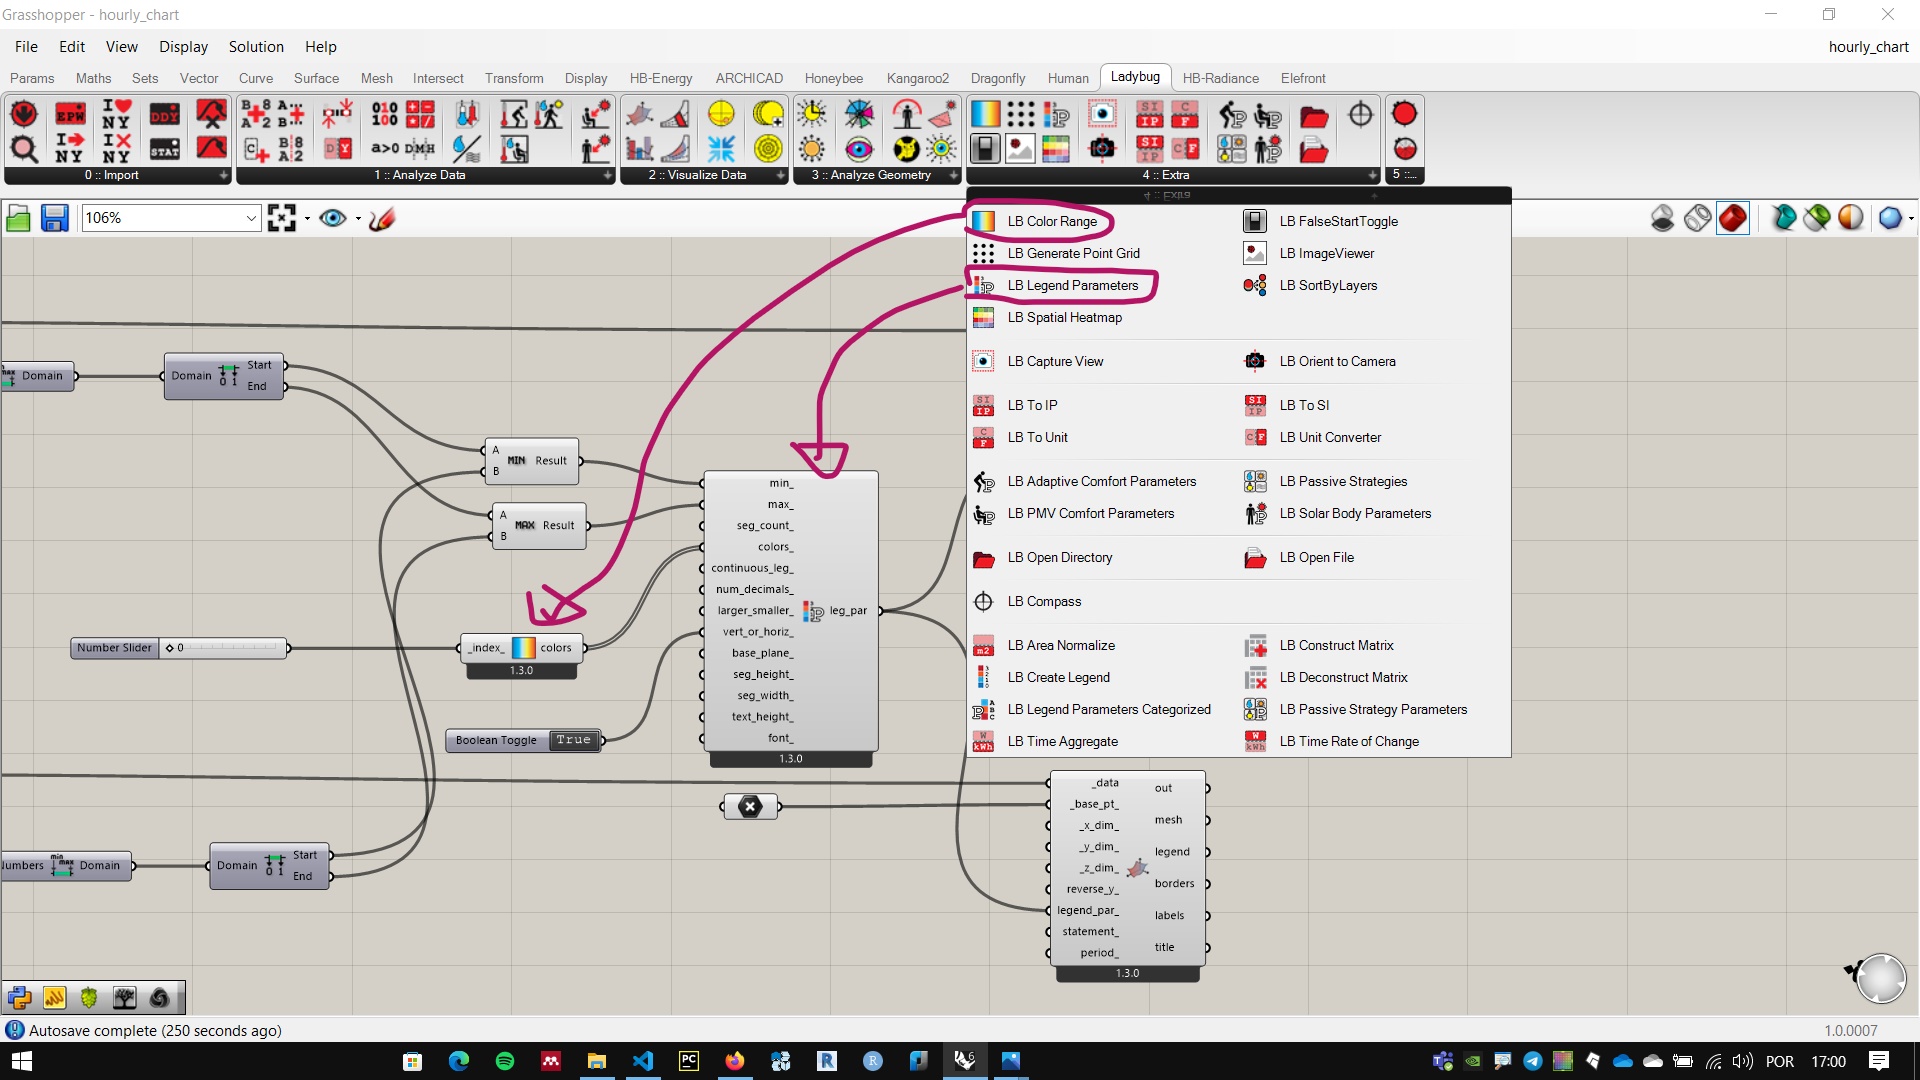 Grasshopper - hourly_chart
File Edit View Display Solution Help hourly_chart
Params Maths Sets Vector Curve Surface Mesh Intersect Transform Display HB-Energy ARCHICAD Honeybee Kangaroo2 Dragonfly Human Ladybug HB-Radiance Elefront
0 :: Import 1 :: Analyze Data 2 :: Visualize Data 3 :: Analyze Geometry 4 :: Extra 5 ::...
106%
LB Color Range LB FalseStartToggle
LB Generate Point Grid LB ImageViewer
LB Legend Parameters LB SortByLayers
LB Spatial Heatmap
LB Capture View LB Orient to Camera
LB To IP LB To SI
LB To Unit LB Unit Converter
LB Adaptive Comfort Parameters LB Passive Strategies
LB PMV Comfort Parameters LB Solar Body Parameters
LB Open Directory LB Open File
LB Compass
LB Area Normalize LB Construct Matrix
LB Create Legend LB Deconstruct Matrix
LB Legend Parameters Categorized LB Passive Strategy Parameters
LB Time Aggregate LB Time Rate of Change
Domain
Domain Start
End
A
B MIN Result
A
B MAX Result
Number Slider 0
_index_ colors
1.3.0
Boolean Toggle True
min_
max_
seg_count_
colors_
continuous_leg_
num_decimals_
larger_smaller_ leg_par
vert_or_horiz_
base_plane_
seg_height_
seg_width_
text_height_
font_
1.3.0
Numbers Domain
Domain Start
End
_data out
_base_pt_
_x_dim_ mesh
_y_dim_ legend
_z_dim_
reverse_y_ borders
legend_par_ labels
statement_
period_ title
1.3.0
Autosave complete (250 seconds ago) 1.0.0007
POR 17:00